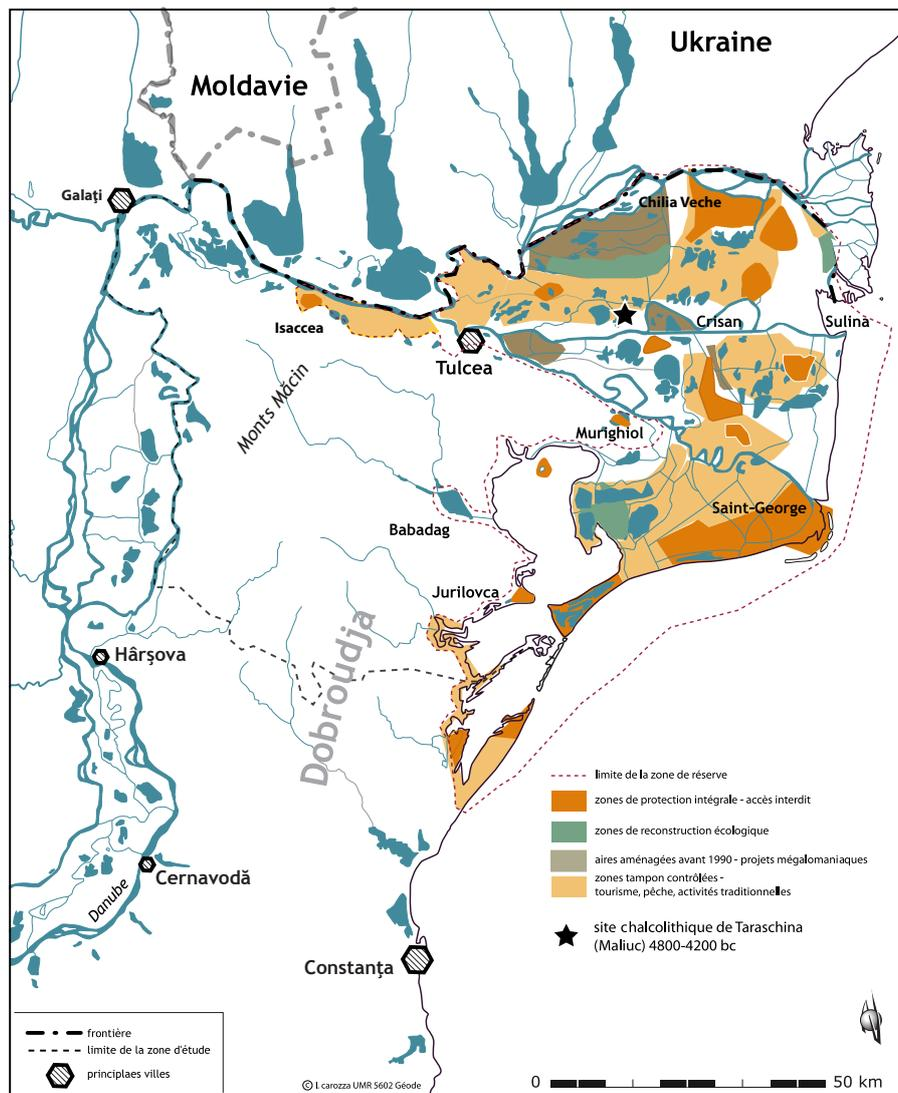 Ukraine
Moldavie
Galaţi
Chilia Veche
Isaccea
Crisan
Sulina
Tulcea
Monts Măcin
Murighiol
Saint-George
Babadag
Jurilovca
Dobroudja
Hârşova
limite de la zone de réserve
zones de protection intégrale - accès interdit
zones de reconstruction écologique
aires aménagées avant 1990 - projets mégalomaniaques
zones tampon contrôlées -
tourisme, pêche, activités traditionnelles
Cernavodă
Danube
site chalcolithique de Taraschina
(Maliuc) 4800-4200 bc
Constanţa
frontière
limite de la zone d'étude
principlaes villes
© l. carozza UMR 5602 Géode
0 50 km